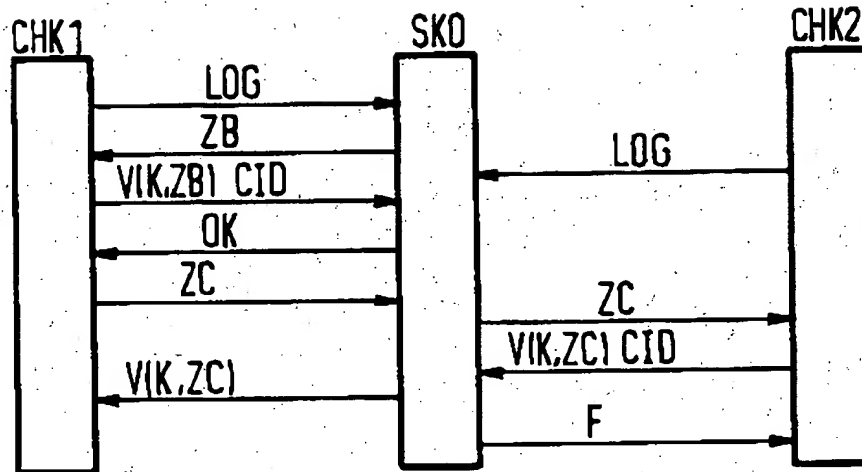 CHK1
SKO
CHK2
LOG
ZB
LOG
V(K,ZB) CID
OK
ZC
ZC
V(K,ZC) CID
V(K,ZC)
F